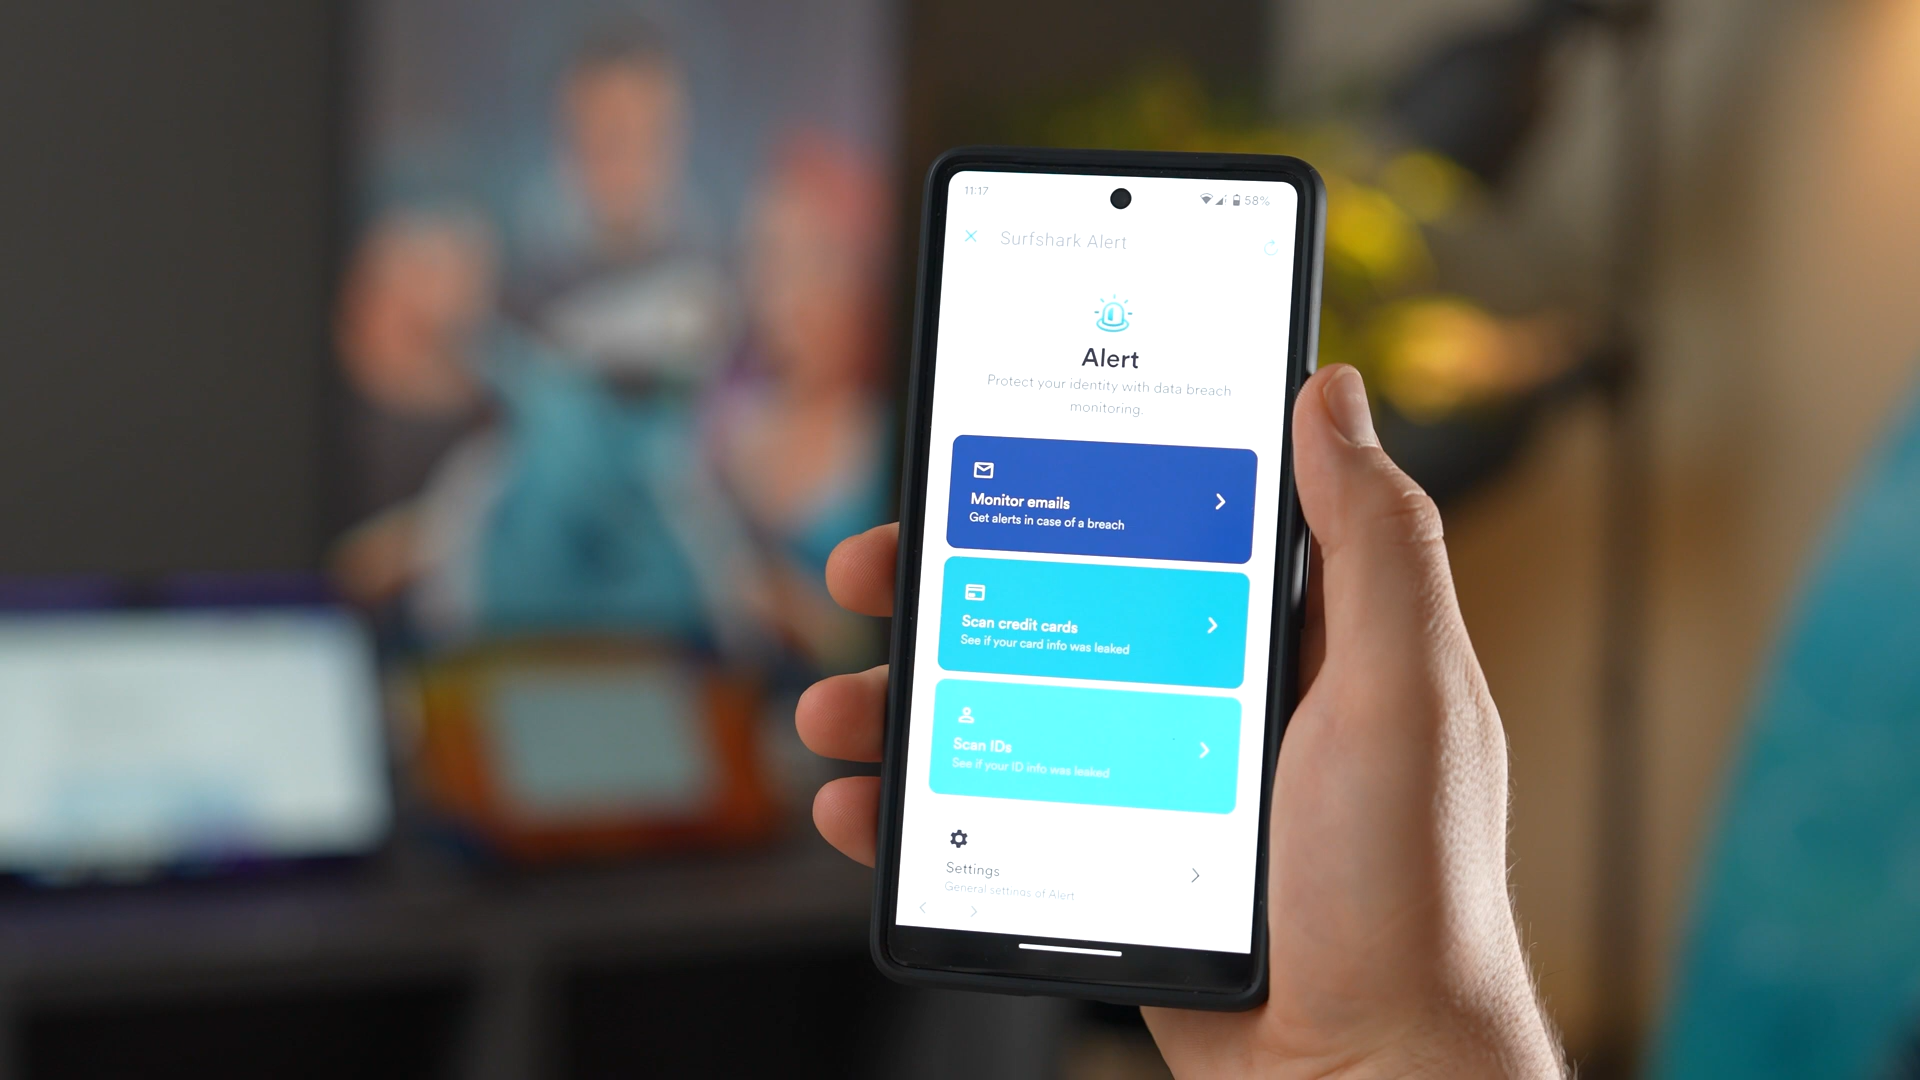 11:17
58%
Surfshark Alert
Alert
Protect your identity with data breach
monitoring.
Monitor emails
Get alerts in case of a breach
Scan credit cards
See if your card info was leaked
Scan IDs
See if your ID info was leaked
Settings
General settings of Alert